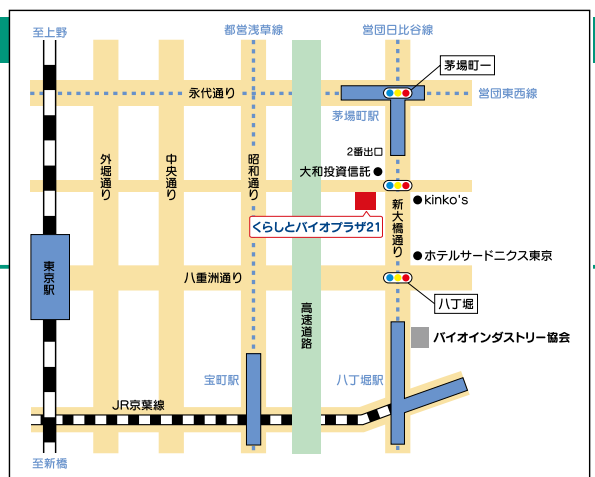 至上野
都営浅草線
営団日比谷線
茅場町一
永代通り
営団東西線
茅場町駅
2番出口
大和投資信託
外堀通り
中央通り
昭和通り
kinko's
くらしとバイオプラザ21
新大橋通り
ホテルサードニクス東京
東京駅
八重洲通り
八丁堀
高速道路
バイオインダストリー協会
宝町駅
八丁堀駅
JR京葉線
至新橋